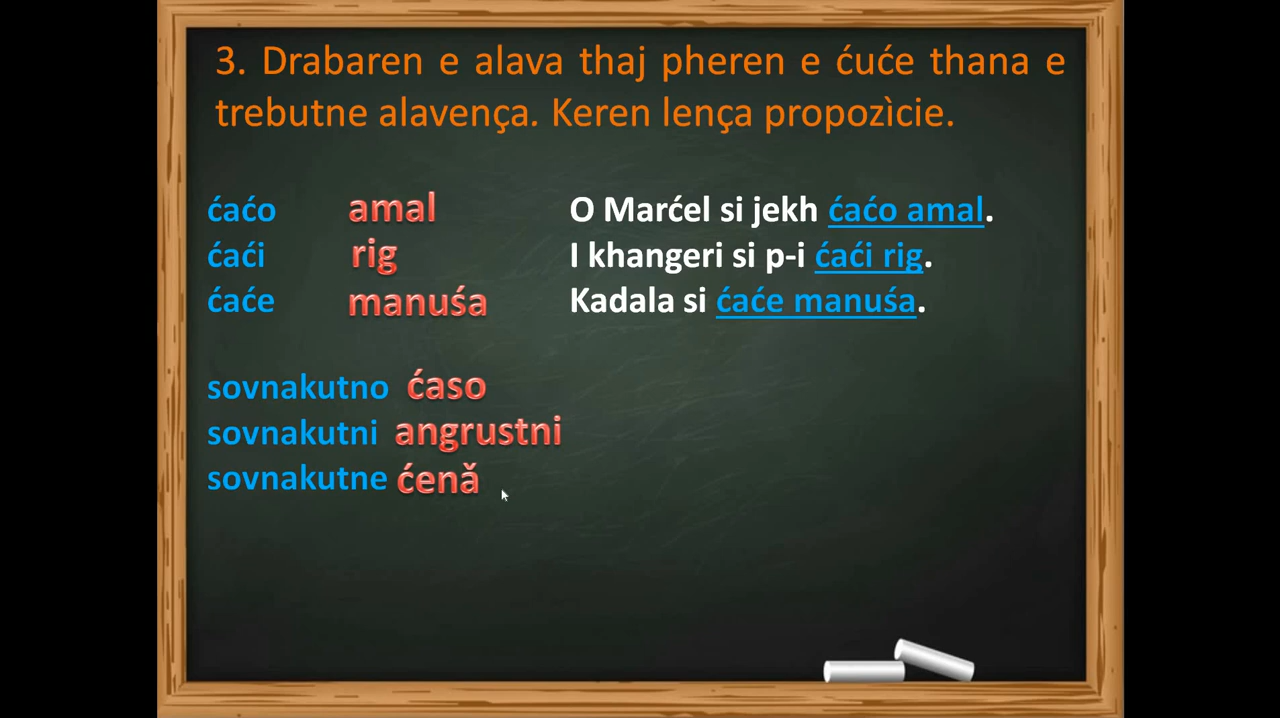 3. Drabaren e alava thaj pheren e ćuće thana e
trebutne alavença. Keren lença propozìcie.
ćaćo amal O Marćel si jekh ćaćo amal.
ćaći rig I khangeri si p-i ćaći rig.
ćaće manuśa Kadala si ćaće manuśa.
sovnakutno ćaso
sovnakutni angrustni
sovnakutne ćenǎ